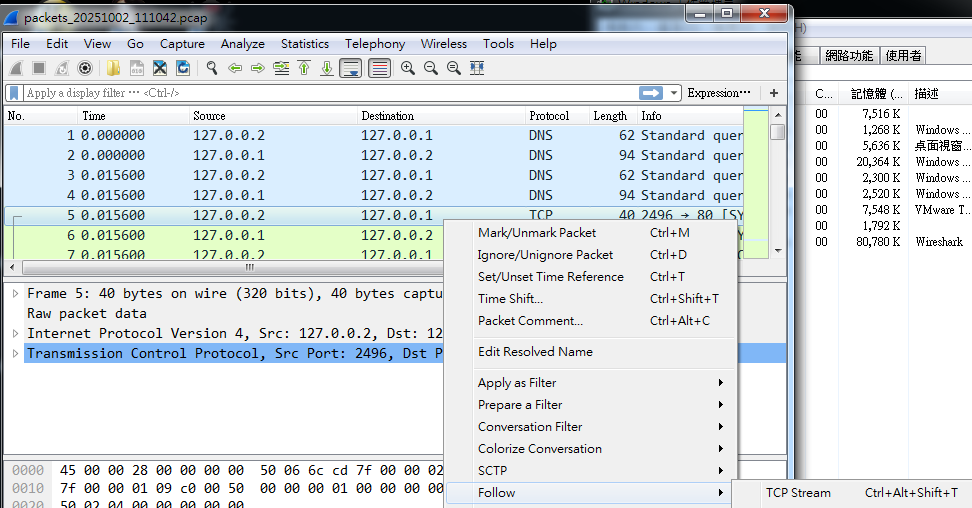 packets_20251002_111042.pcap
File Edit View Go Capture Analyze Statistics Telephony Wireless Tools Help
Apply a display filter … <Ctrl-/> Expression… +
No. Time Source Destination Protocol Length Info
1 0.000000 127.0.0.2 127.0.0.1 DNS 62 Standard quer
2 0.000000 127.0.0.1 127.0.0.2 DNS 94 Standard quer
3 0.015600 127.0.0.2 127.0.0.1 DNS 62 Standard quer
4 0.015600 127.0.0.1 127.0.0.2 DNS 94 Standard quer
5 0.015600 127.0.0.2 127.0.0.1 TCP 40 2496 → 80 [SY
6 0.015600 127.0.0.1 127.0.0.2
7 0.015600 127.0.0.2 127.0.0.1
Frame 5: 40 bytes on wire (320 bits), 40 bytes captu
Raw packet data
Internet Protocol Version 4, Src: 127.0.0.2, Dst: 12
Transmission Control Protocol, Src Port: 2496, Dst P
0000 45 00 00 28 00 00 00 00 50 06 6c cd 7f 00 00 02
0010 7f 00 00 01 09 c0 00 50 00 00 00 01 00 00 00 00
0020 50 02 04 00 00 00 00 00
Mark/Unmark Packet Ctrl+M
Ignore/Unignore Packet Ctrl+D
Set/Unset Time Reference Ctrl+T
Time Shift... Ctrl+Shift+T
Packet Comment... Ctrl+Alt+C
Edit Resolved Name
Apply as Filter
Prepare a Filter
Conversation Filter
Colorize Conversation
SCTP
Follow
TCP Stream Ctrl+Alt+Shift+T
H)
能 網路功能 使用者
C... 記憶體 (... 描述
00 7,516 K
00 1,268 K Windows ...
00 5,636 K 桌面視窗...
00 20,364 K Windows ...
00 2,300 K Windows ...
00 2,520 K Windows ...
00 7,548 K VMware T...
00 1,792 K
00 80,780 K Wireshark